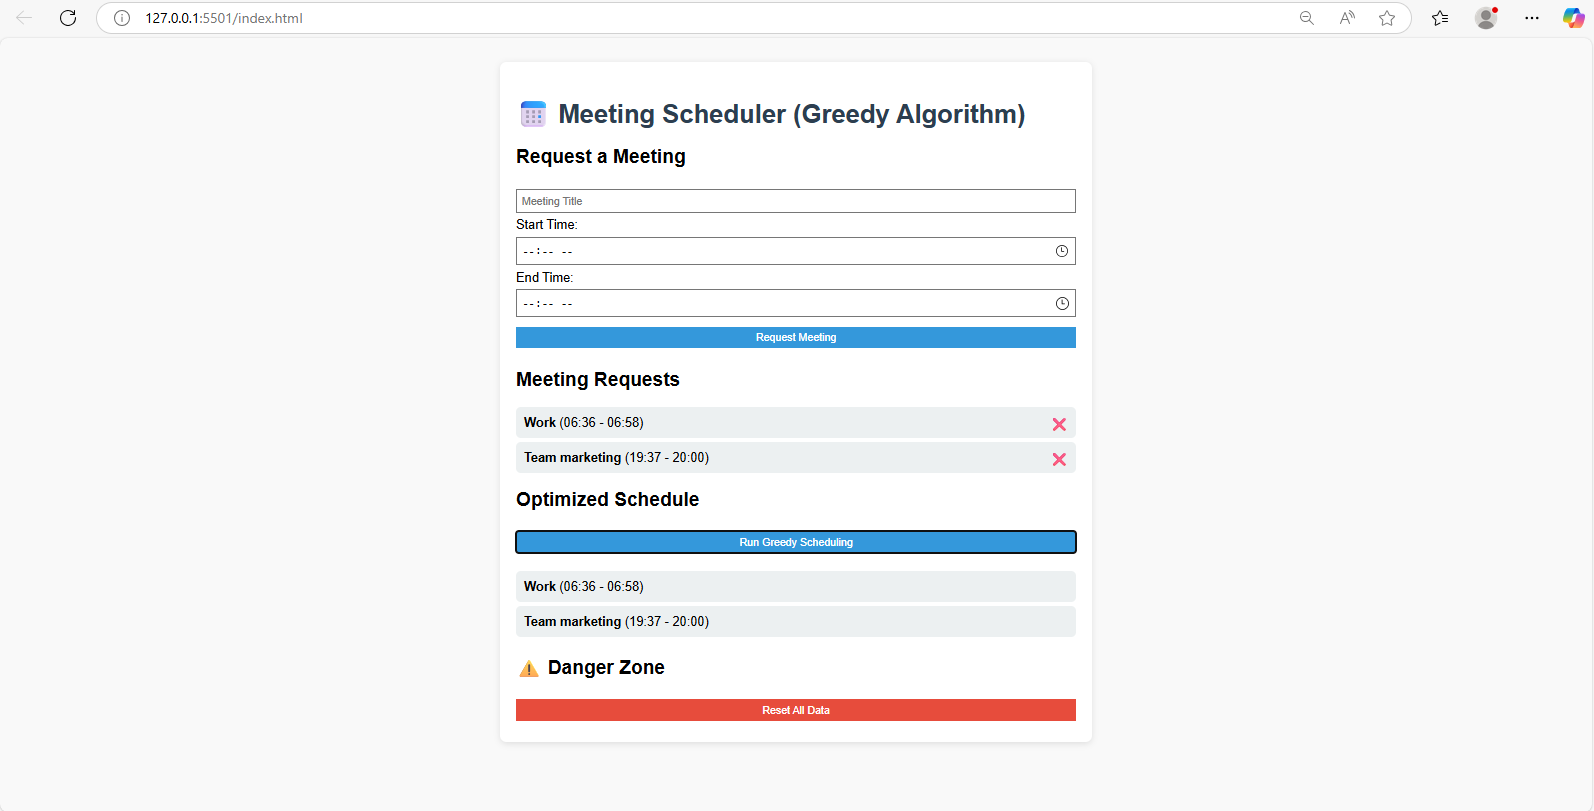 127.0.0.1:5501/index.html
Meeting Scheduler (Greedy Algorithm)
Request a Meeting
Meeting Title
Start Time:
--:-- --
End Time:
--:-- --
Request Meeting
Meeting Requests
Work (06:36 - 06:58)
Team marketing (19:37 - 20:00)
Optimized Schedule
Run Greedy Scheduling
Work (06:36 - 06:58)
Team marketing (19:37 - 20:00)
Danger Zone
Reset All Data